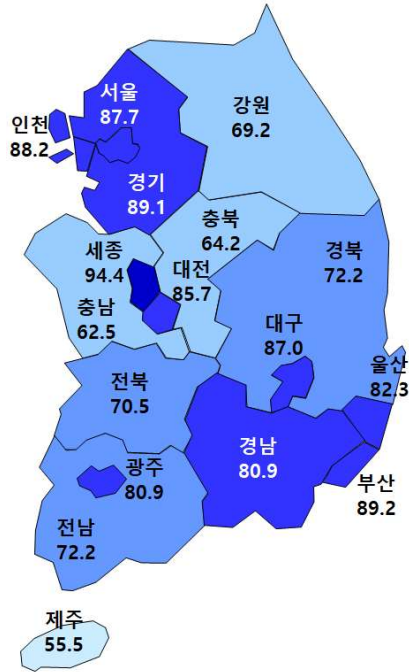 서울
87.7
인천
88.2
강원
69.2
경기
89.1
충북
64.2
세종
94.4
대전
85.7
충남
62.5
경북
72.2
대구
87.0
울산
82.3
전북
70.5
경남
80.9
광주
80.9
부산
89.2
전남
72.2
제주
55.5